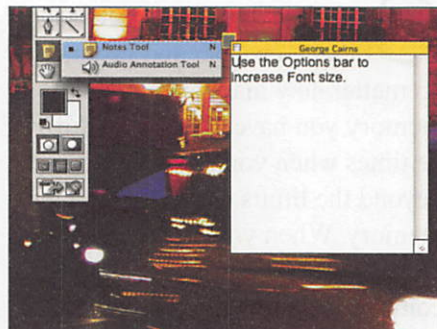 Notes Tool N
Audio Annotation Tool N
George Cairns
Use the Options bar to
increase Font size.